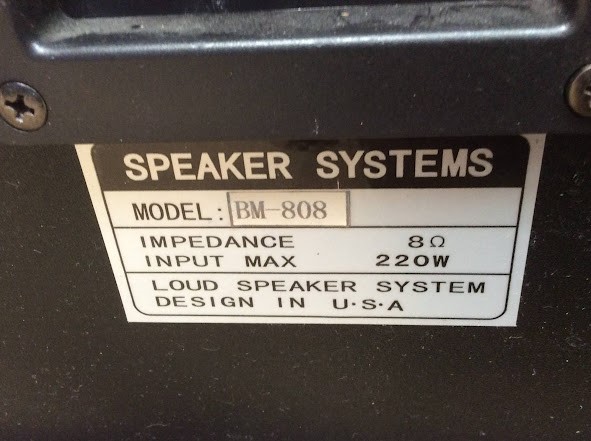 SPEAKER SYSTEMS
MODEL: BM-808
IMPEDANCE 8Ω
INPUT MAX 220W
LOUD SPEAKER SYSTEM
DESIGN IN U·S·A